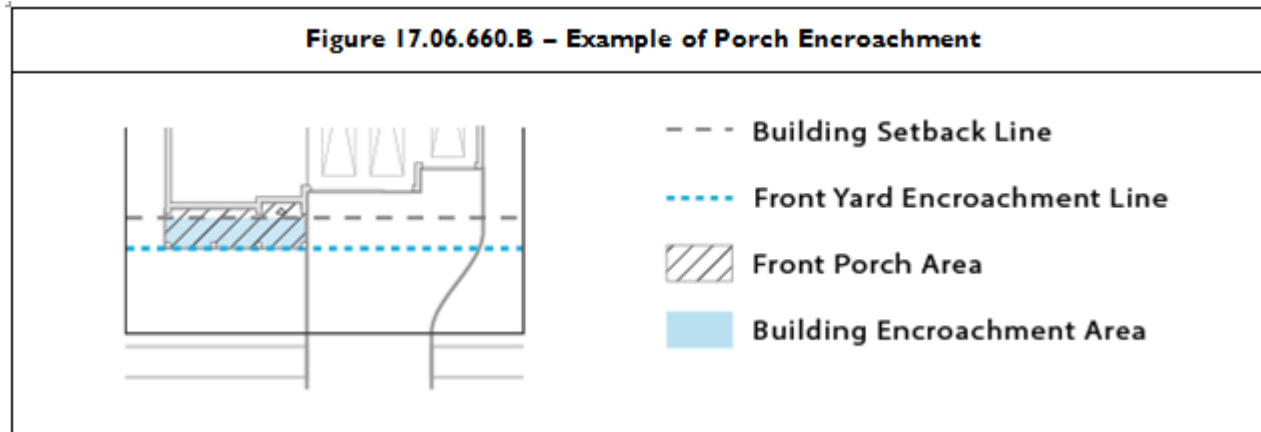 Figure 17.06.660.B – Example of Porch Encroachment
Building Setback Line
Front Yard Encroachment Line
Front Porch Area
Building Encroachment Area